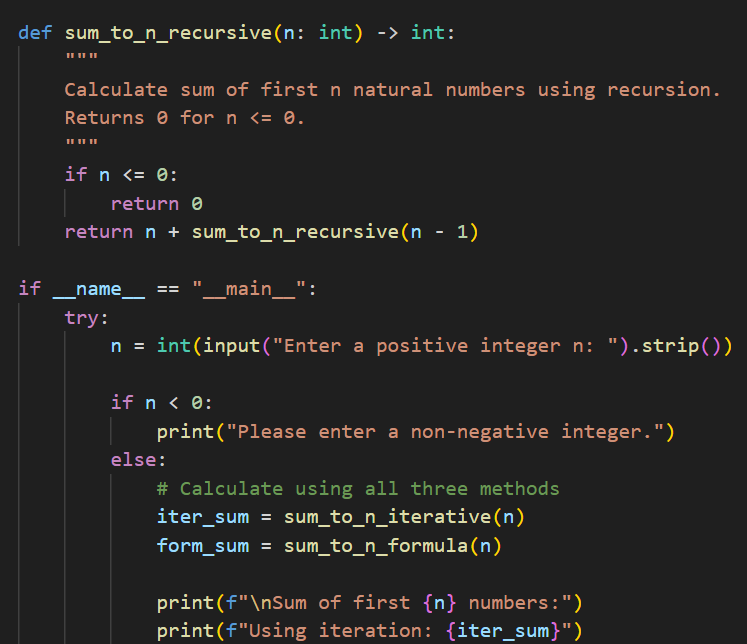 def sum_to_n_recursive(n: int) -> int:
    """
    Calculate sum of first n natural numbers using recursion.
    Returns 0 for n <= 0.
    """
    if n <= 0:
        return 0
    return n + sum_to_n_recursive(n - 1)

if __name__ == "__main__":
    try:
        n = int(input("Enter a positive integer n: ").strip())

        if n < 0:
            print("Please enter a non-negative integer.")
        else:
            # Calculate using all three methods
            iter_sum = sum_to_n_iterative(n)
            form_sum = sum_to_n_formula(n)

            print(f"\nSum of first {n} numbers:")
            print(f"Using iteration: {iter_sum}")